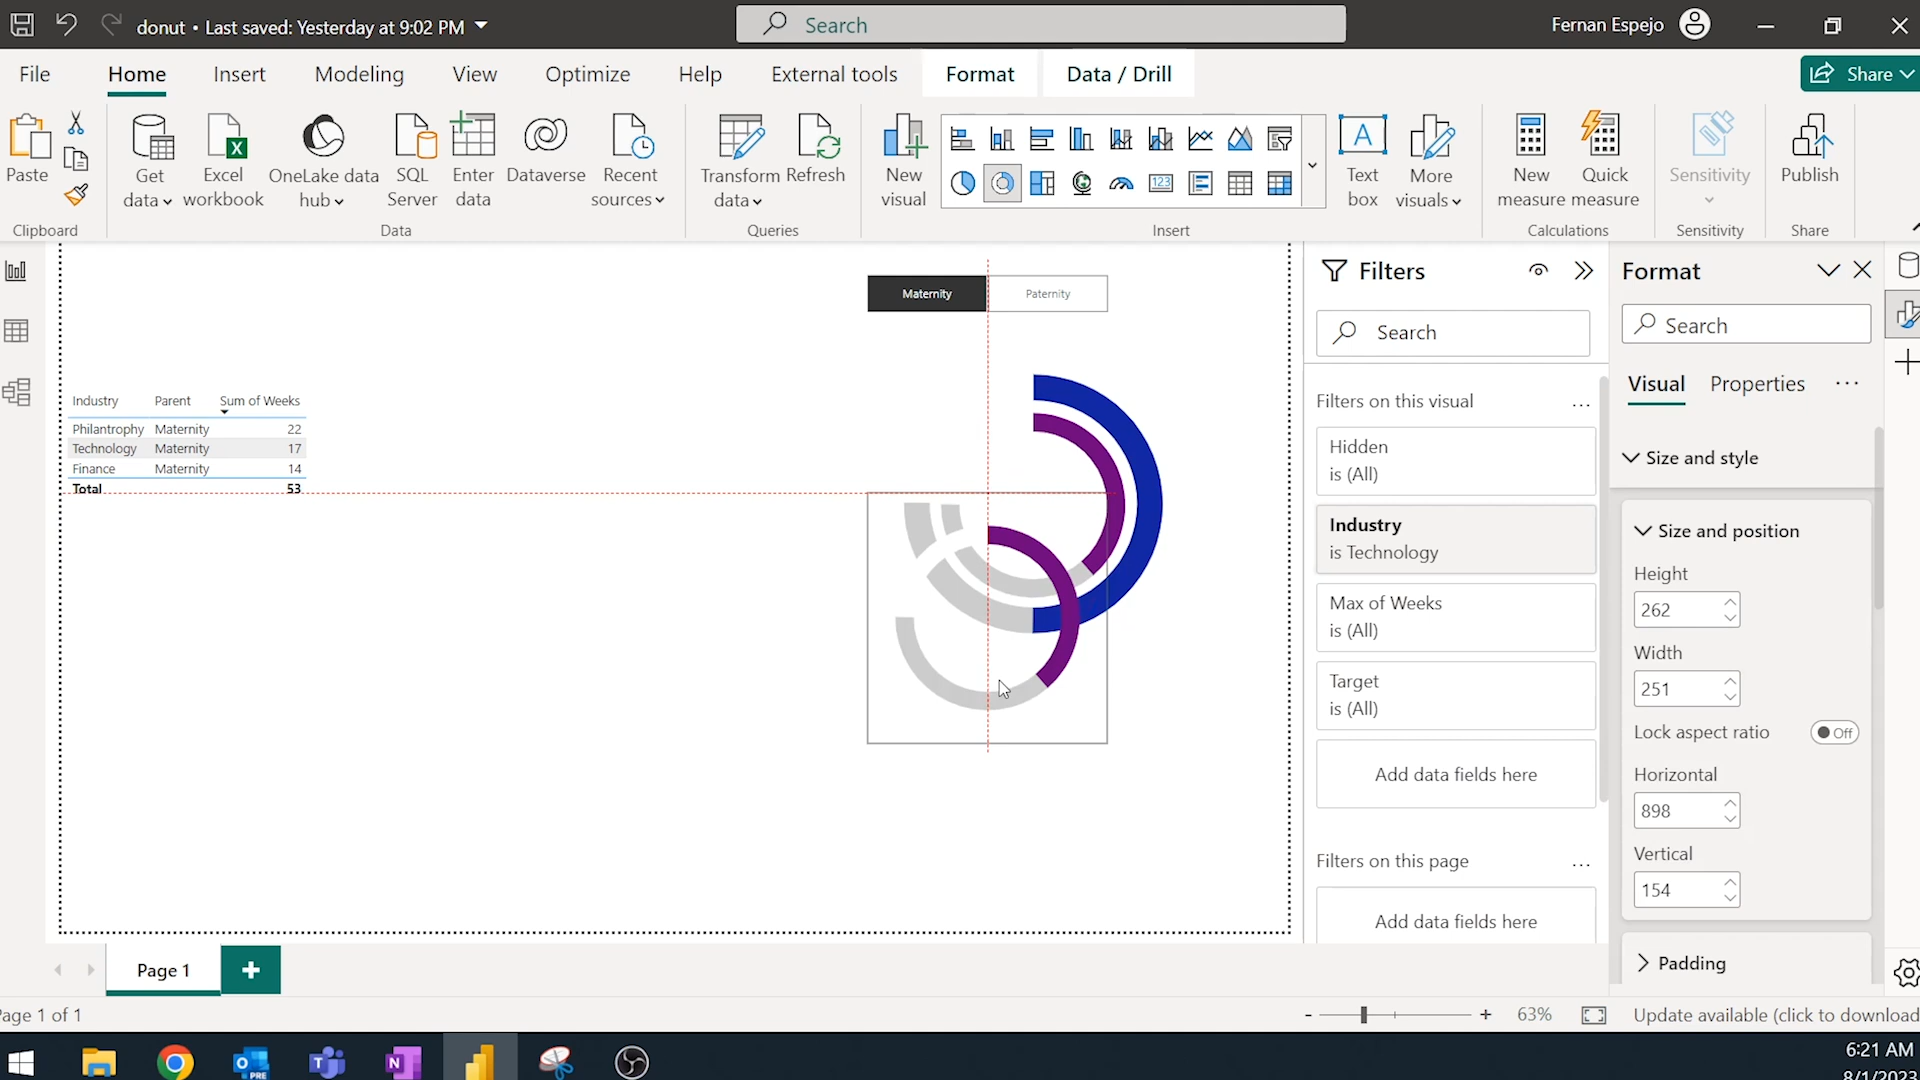 donut • Last saved: Yesterday at 9:02 PM
Search
Fernan Espejo
File
Home
Insert
Modeling
View
Optimize
Help
External tools
Format
Data / Drill
Share
Paste
Get data
Excel workbook
OneLake data hub
SQL Server
Enter data
Dataverse
Recent sources
Transform data
Refresh
New visual
Text box
More visuals
New measure
Quick measure
Sensitivity
Publish
Clipboard
Data
Queries
Insert
Calculations
Sensitivity
Share
Maternity
Paternity
Industry Parent Sum of Weeks
Philantrophy Maternity 22
Technology Maternity 17
Finance Maternity 14
Total 53
Filters
Search
Filters on this visual
...
Hidden
is (All)
Industry
is Technology
Max of Weeks
is (All)
Target
is (All)
Add data fields here
Filters on this page
...
Add data fields here
Format
Search
Visual
Properties
...
Size and style
Size and position
Height
262
Width
251
Lock aspect ratio
Off
Horizontal
898
Vertical
154
Padding
Page 1
age 1 of 1
- + 63%
Update available (click to download
6:21 AM
8/1/2023